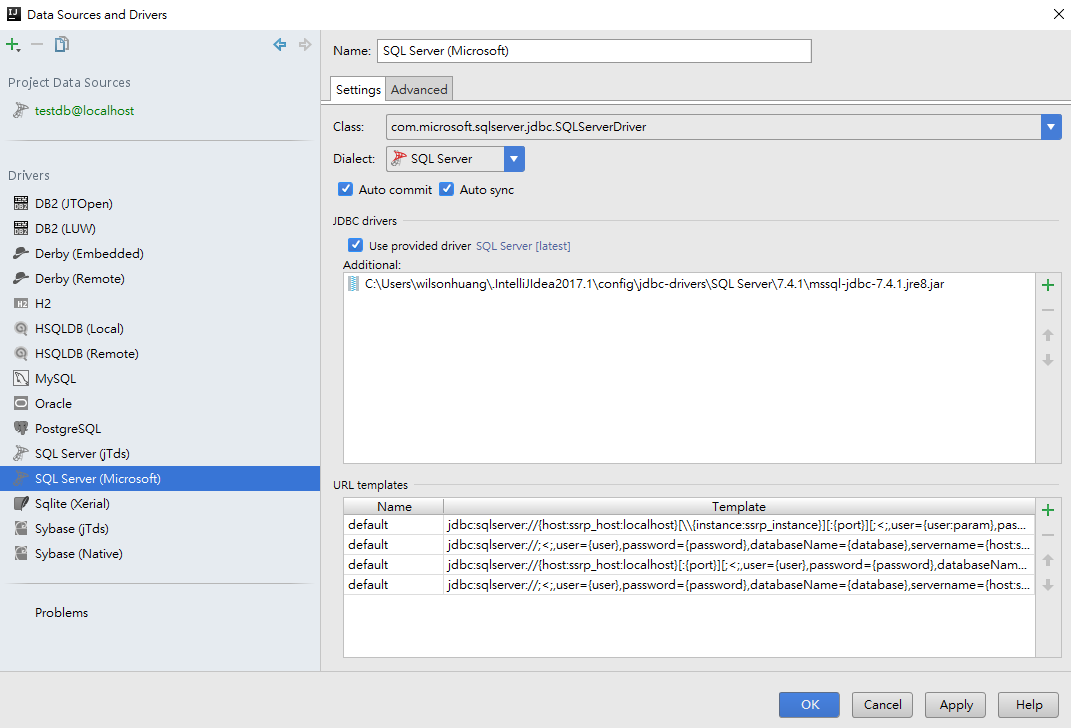 Data Sources and Drivers
Name: SQL Server (Microsoft)
Project Data Sources
testdb@localhost
Settings Advanced
Class: com.microsoft.sqlserver.jdbc.SQLServerDriver
Dialect: SQL Server
Auto commit Auto sync
Drivers
DB2 (JTOpen)
DB2 (LUW)
Derby (Embedded)
Derby (Remote)
H2
HSQLDB (Local)
HSQLDB (Remote)
MySQL
Oracle
PostgreSQL
SQL Server (jTds)
SQL Server (Microsoft)
Sqlite (Xerial)
Sybase (jTds)
Sybase (Native)
Problems
JDBC drivers
Use provided driver SQL Server [latest]
Additional:
C:\Users\wilsonhuang\.IntelliJIdea2017.1\config\jdbc-drivers\SQL Server\7.4.1\mssql-jdbc-7.4.1.jre8.jar
URL templates
Name Template
default jdbc:sqlserver://{host:ssrp_host:localhost}[\\{instance:ssrp_instance}][:{port}][;<;,user={user:param},pas...
default jdbc:sqlserver://;<;,user={user},password={password},databaseName={database},servername={host:s...
default jdbc:sqlserver://{host:ssrp_host:localhost}[:{port}][;<;,user={user},password={password},databaseNam...
default jdbc:sqlserver://;<;,user={user},password={password},databaseName={database},servername={host:s...
OK Cancel Apply Help